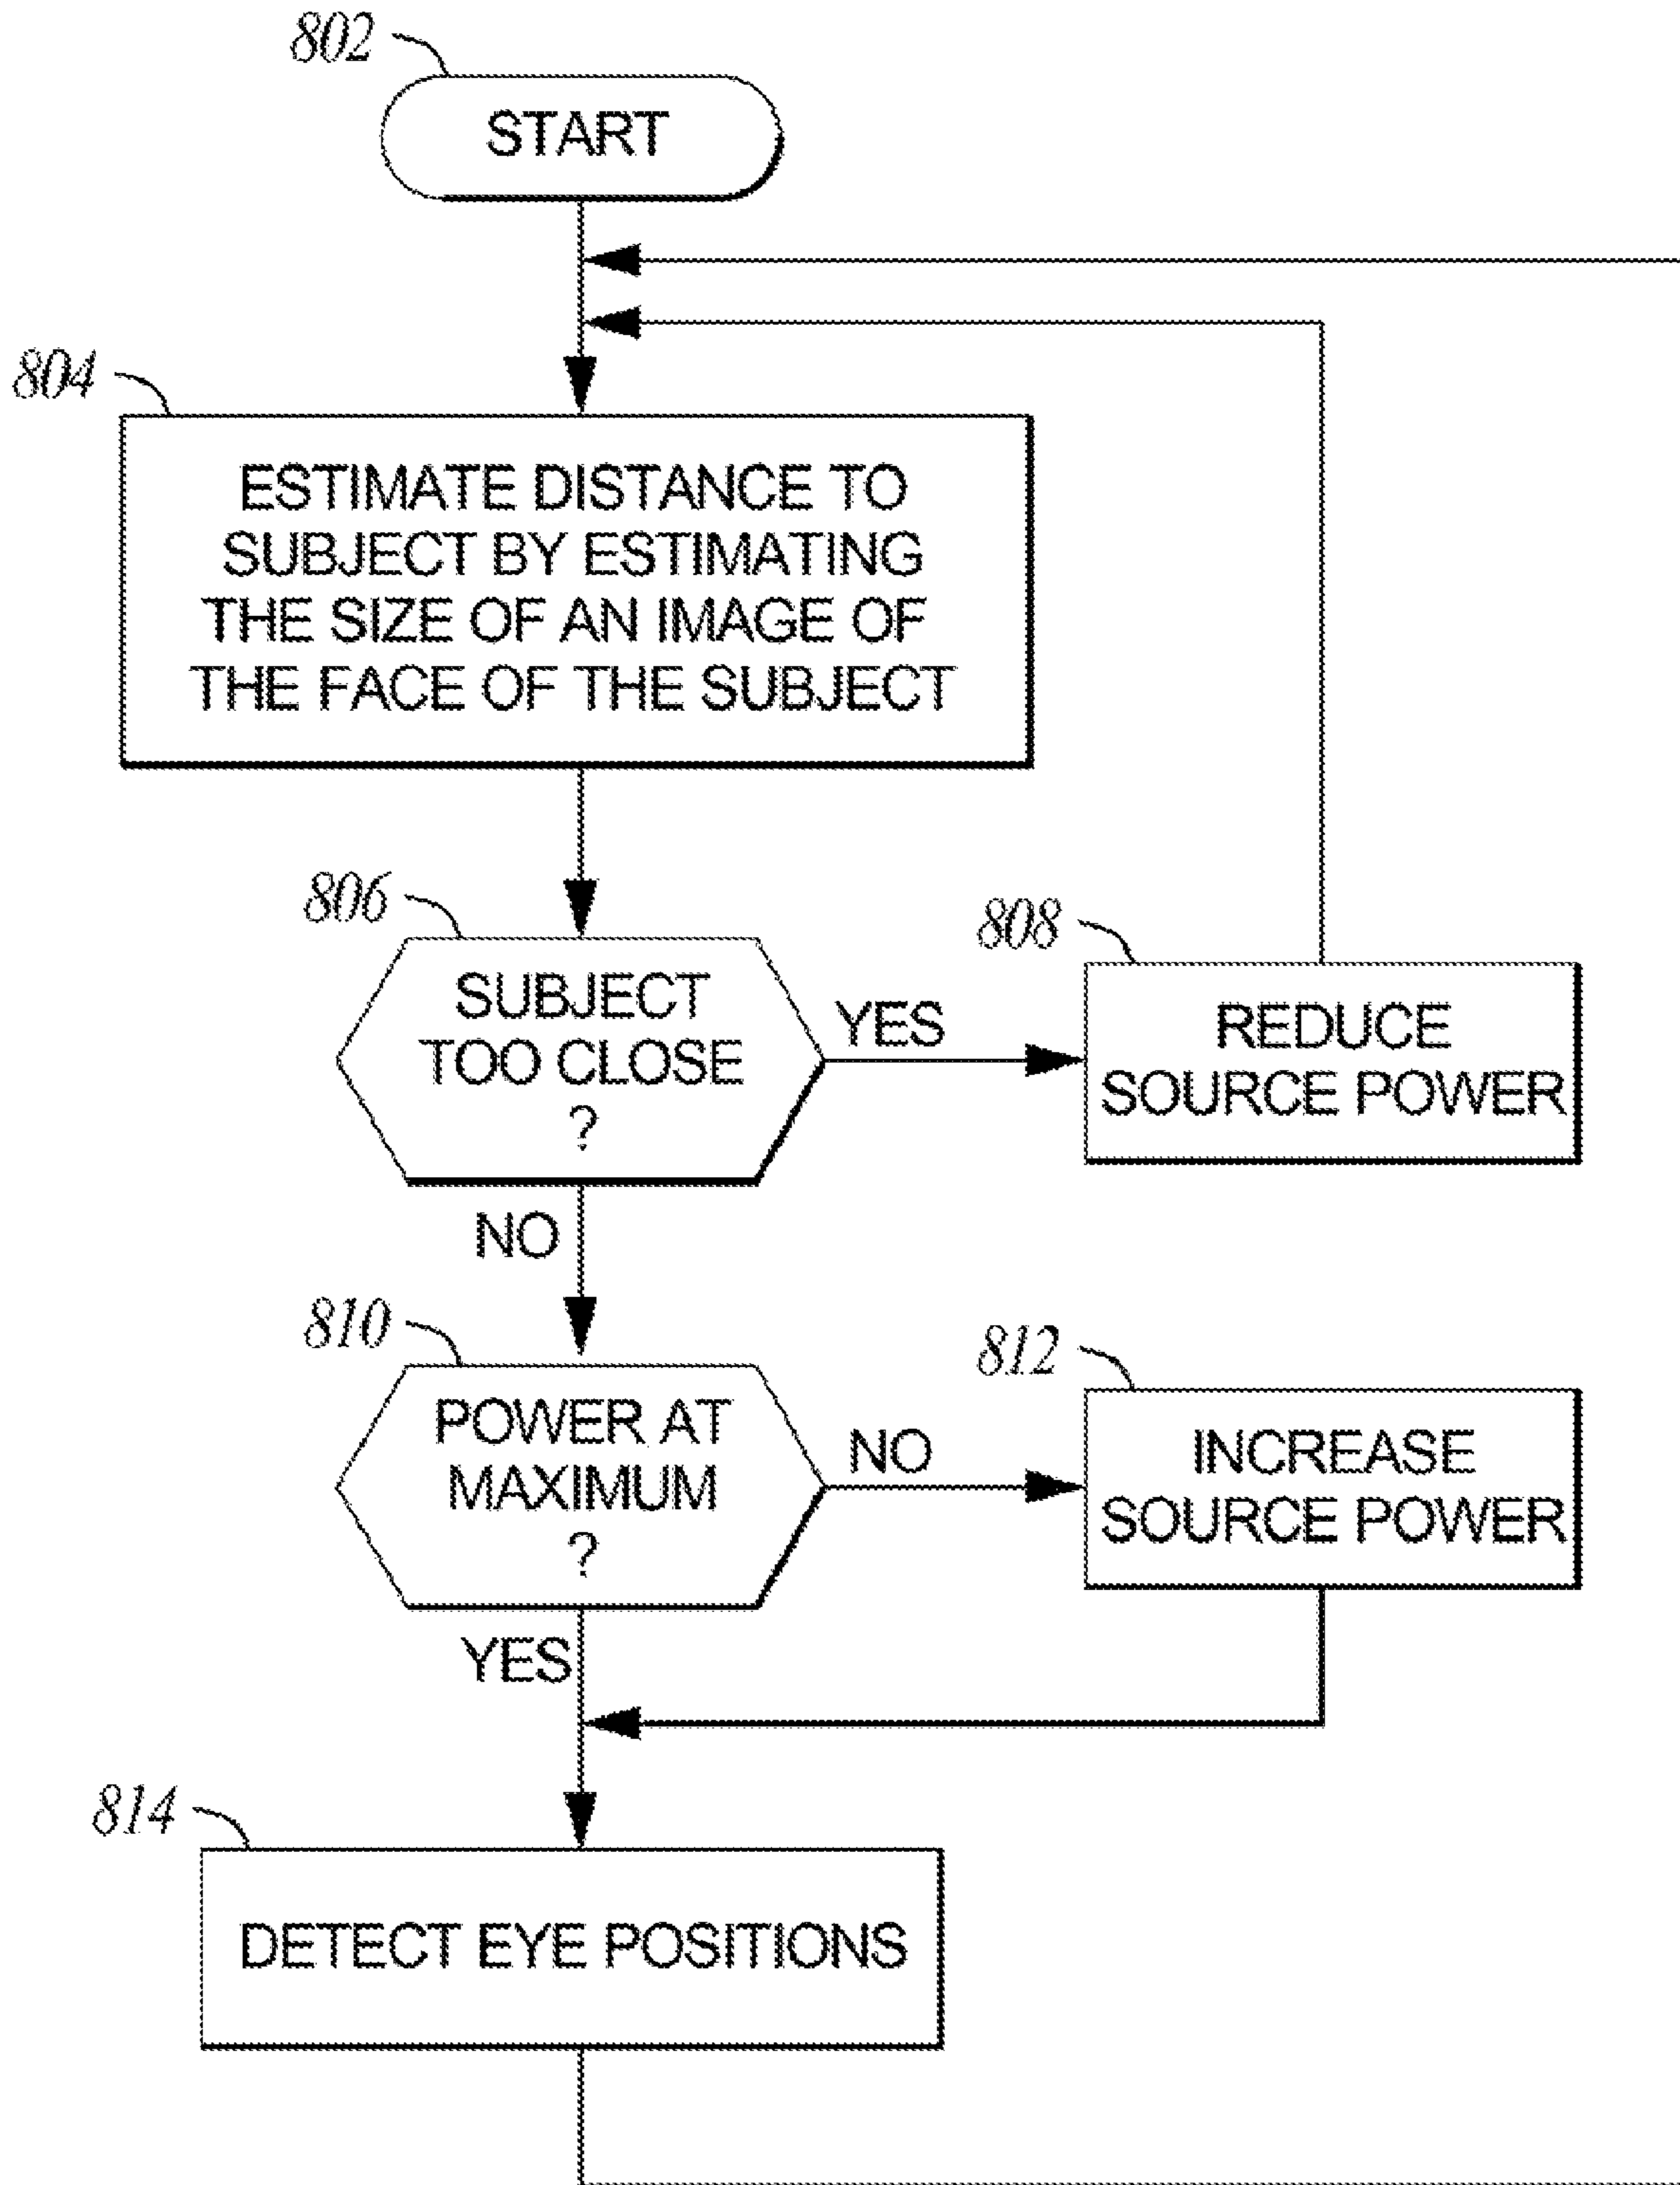 802
START
804
ESTIMATE DISTANCE TO
SUBJECT BY ESTIMATING
THE SIZE OF AN IMAGE OF
THE FACE OF THE SUBJECT
806
SUBJECT
TOO CLOSE
?
YES
808
REDUCE
SOURCE POWER
NO
810
POWER AT
MAXIMUM
?
NO
812
INCREASE
SOURCE POWER
YES
814
DETECT EYE POSITIONS